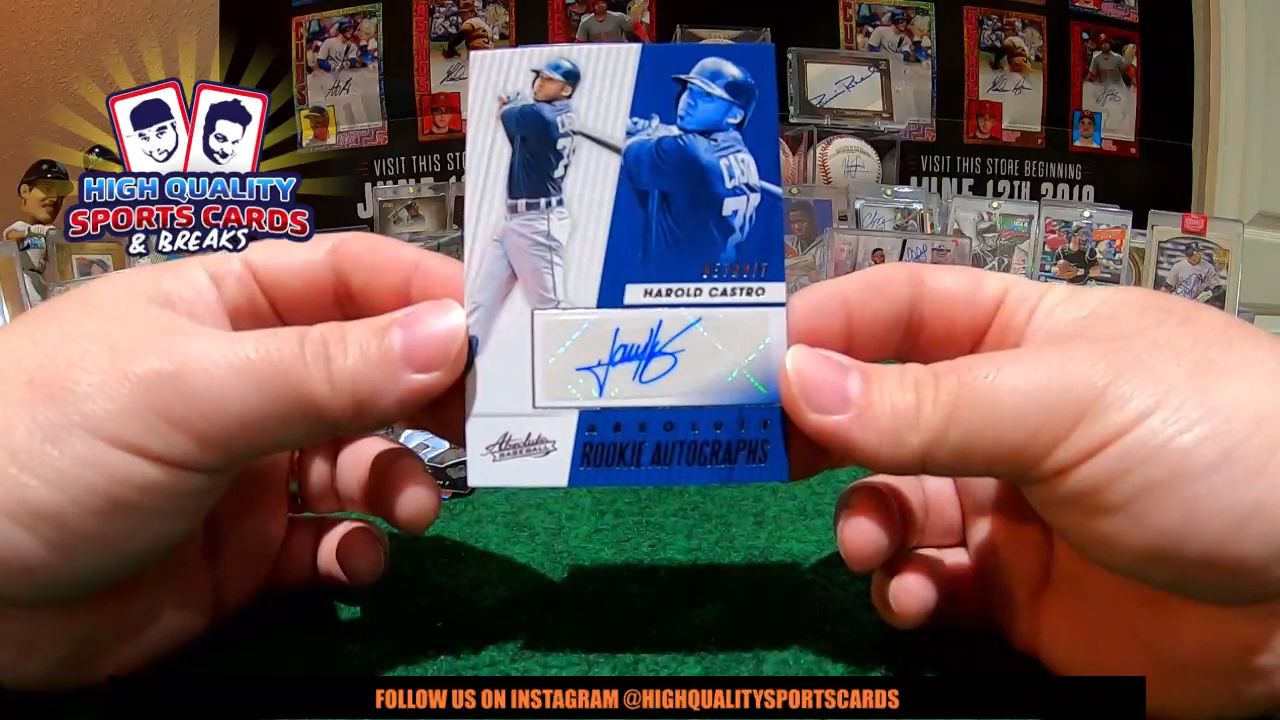 HIGH QUALITY
SPORTS CARDS
& BREAKS
VISIT THIS STORE BEGINNING
JUNE 12TH 2019
VISIT THIS STO
DETROIT
HAROLD CASTRO
ABSOLUTE
ROOKIE AUTOGRAPHS
Absolute
BASEBALL
FOLLOW US ON INSTAGRAM @HIGHQUALITYSPORTSCARDS